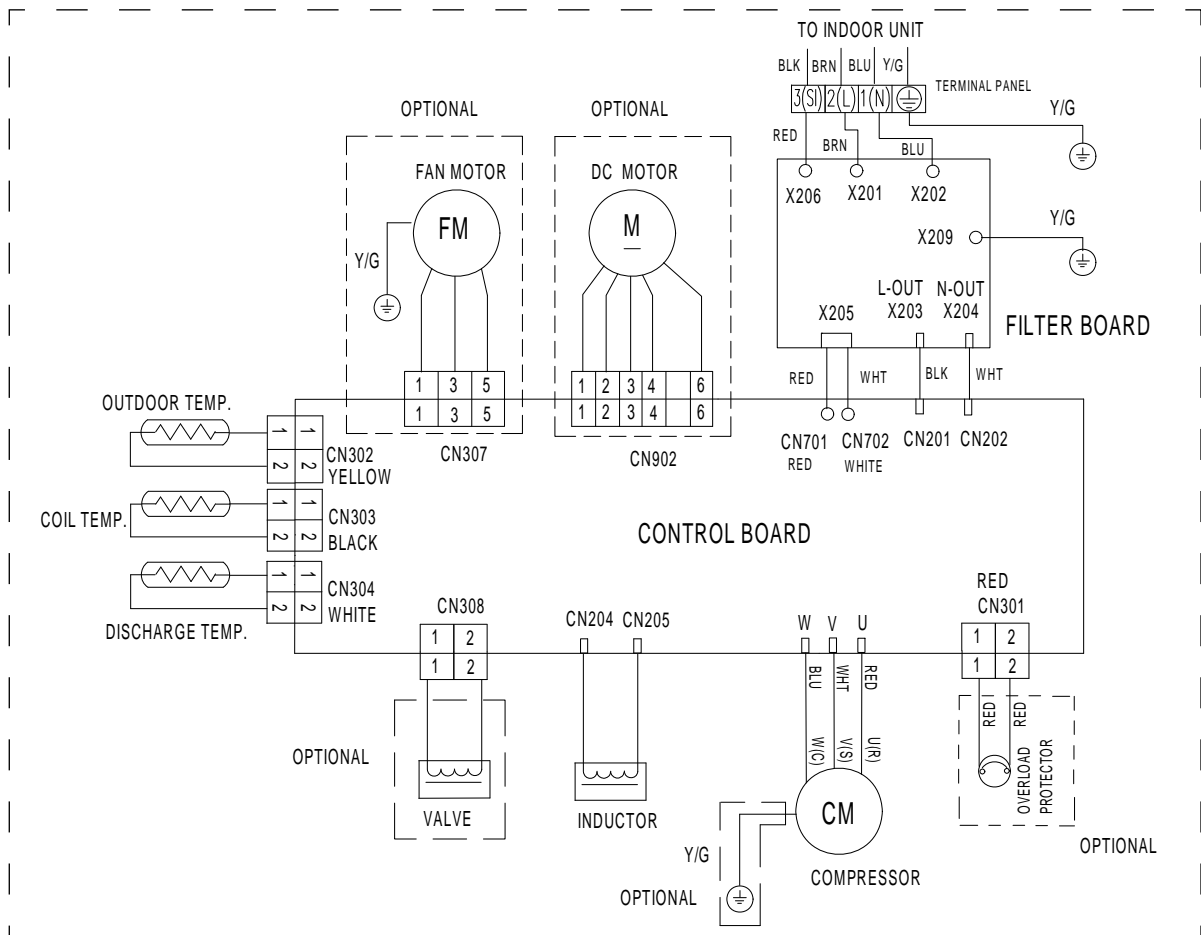 TO INDOOR UNIT
BLK BRN BLU Y/G
3(SI) 2(L) 1(N)
TERMINAL PANEL
Y/G
RED
BRN
BLU
OPTIONAL
OPTIONAL
FAN MOTOR
DC MOTOR
FM
M
Y/G
X206 X201 X202
X209
Y/G
L-OUT N-OUT
X205 X203 X204
FILTER BOARD
RED WHT BLK WHT
1 3 5
1 3 5
CN307
1 2 3 4 6
1 2 3 4 6
CN902
CN701
RED
CN702
WHITE
CN201 CN202
OUTDOOR TEMP.
1 1
2 2
CN302
YELLOW
COIL TEMP.
1 1
2 2
CN303
BLACK
DISCHARGE TEMP.
1 1
2 2
CN304
WHITE
CONTROL BOARD
CN308
1 2
1 2
OPTIONAL
VALVE
CN204 CN205
INDUCTOR
W V U
BLU WHT RED
W(C) V(S) U(R)
CM
COMPRESSOR
Y/G
OPTIONAL
RED
CN301
1 2
1 2
RED RED
OVERLOAD
PROTECTOR
OPTIONAL